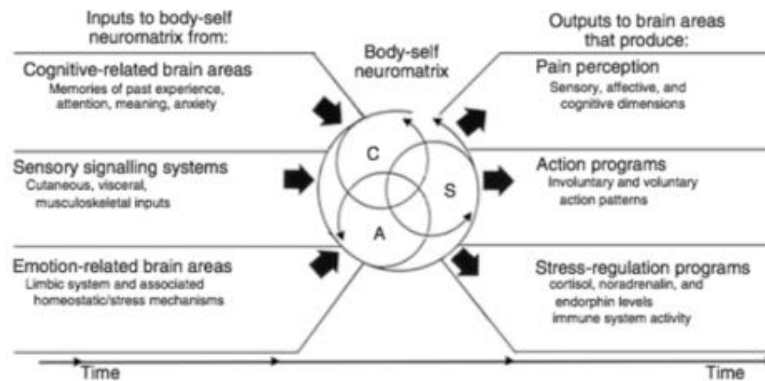 Inputs to body-self
neuromatrix from:
Cognitive-related brain areas
Memories of past experience,
attention, meaning, anxiety
Sensory signalling systems
Cutaneous, visceral,
musculoskeletal inputs
Emotion-related brain areas
Limbic system and associated
homeostatic/stress mechanisms
Body-self
neuromatrix
C
S
A
Outputs to brain areas
that produce:
Pain perception
Sensory, affective, and
cognitive dimensions
Action programs
Involuntary and voluntary
action patterns
Stress-regulation programs
cortisol, noradrenalin, and
endorphin levels
immune system activity
Time
Time